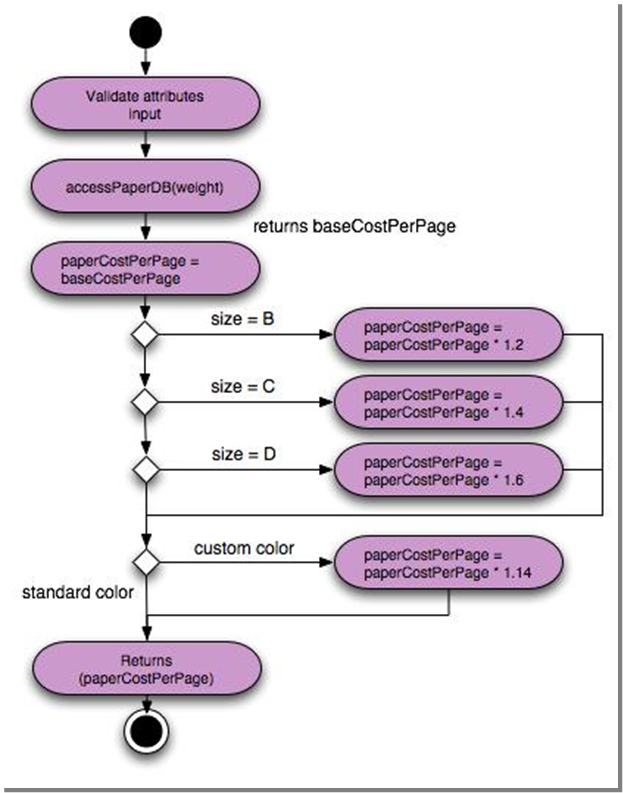 Validate attributes
input
accessPaperDB(weight)
returns baseCostPerPage
paperCostPerPage =
baseCostPerPage
size = B
paperCostPerPage =
paperCostPerPage * 1.2
size = C
paperCostPerPage =
paperCostPerPage * 1.4
size = D
paperCostPerPage =
paperCostPerPage * 1.6
custom color
paperCostPerPage =
paperCostPerPage * 1.14
standard color
Returns
(paperCostPerPage)